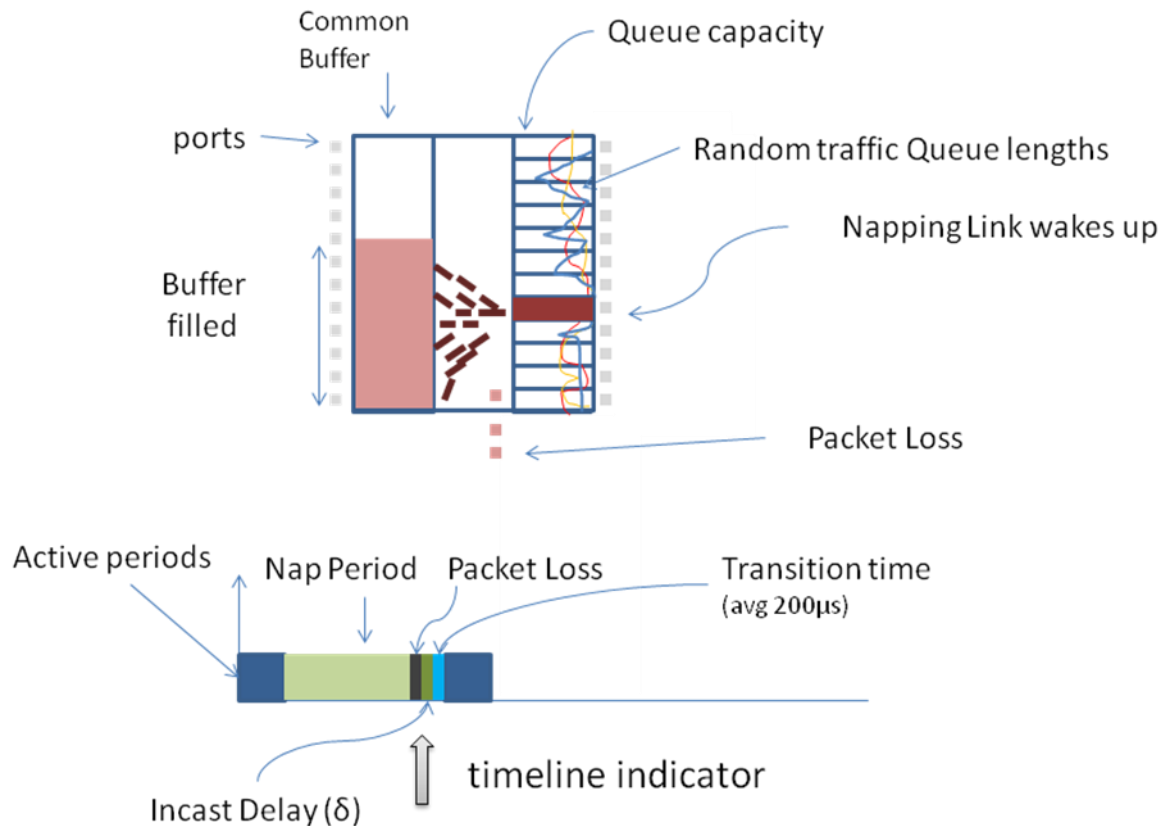 Common
Buffer
Queue capacity
ports
Random traffic Queue lengths
Napping Link wakes up
Buffer
filled
Packet Loss
Active periods
Nap Period
Packet Loss
Transition time
(avg 200μs)
timeline indicator
Incast Delay (δ)